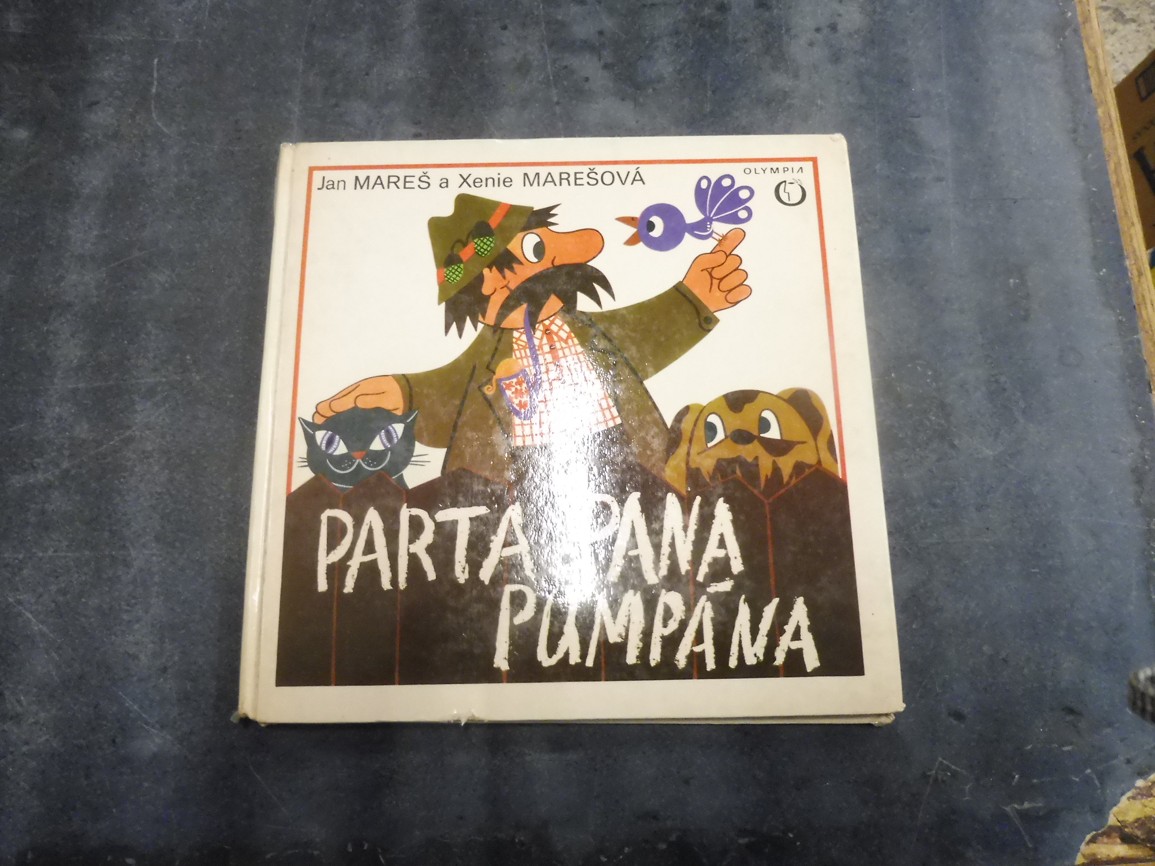 Jan MAREŠ a Xenie MAREŠOVÁ
OLYMPIA
PARTA PANA
PUMPÁNA